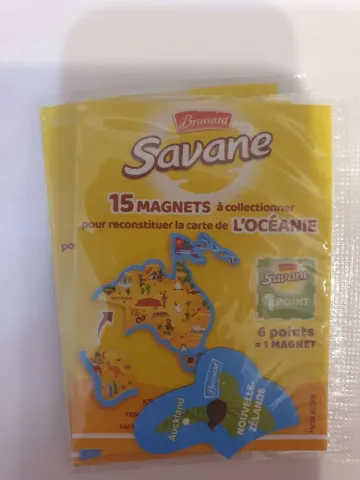 Brossard
Savane
15 MAGNETS à collectionner
pour reconstituer la carte de L'OCÉANIE
Brossard
Savane
1 POINT
6 points
= 1 MAGNET
Brossard
Auckland
NOUVELLE-
ZÉLANDE